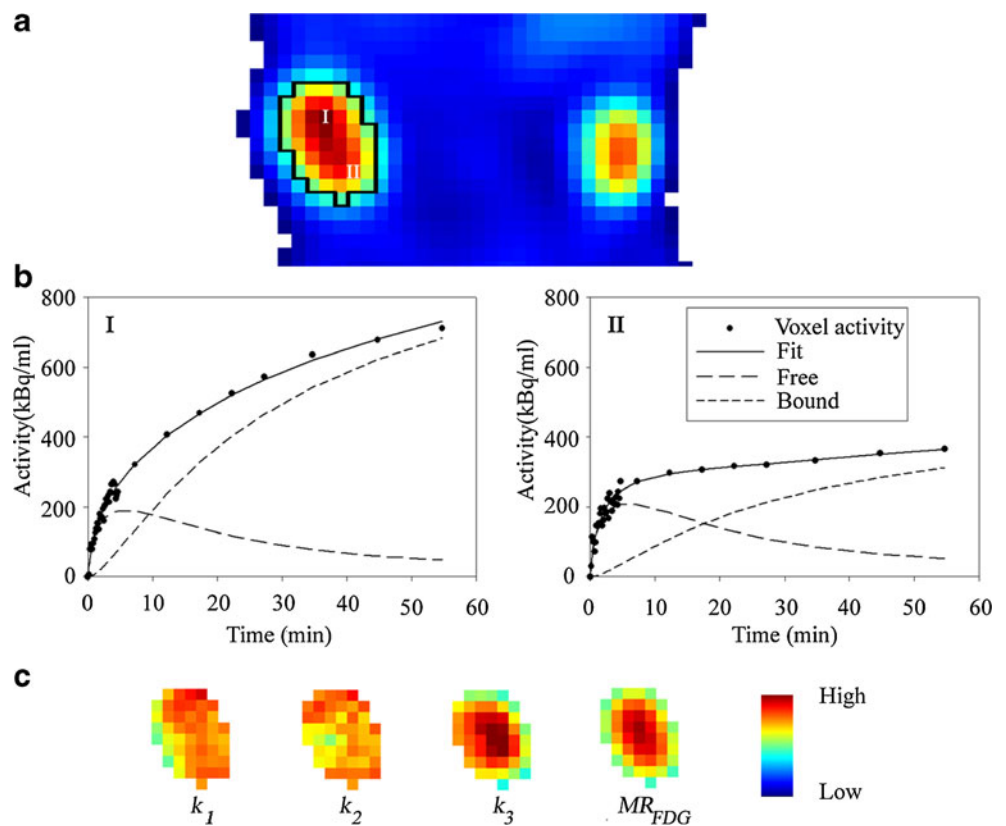 a
I
II
b
800
600
400
200
0
Activity(kBq/ml)
I
0 10 20 30 40 50 60
Time (min)
800
600
400
200
0
Activity(kBq/ml)
II
Voxel activity
Fit
Free
Bound
0 10 20 30 40 50 60
Time (min)
c
k1
k2
k3
MRFDG
High
Low